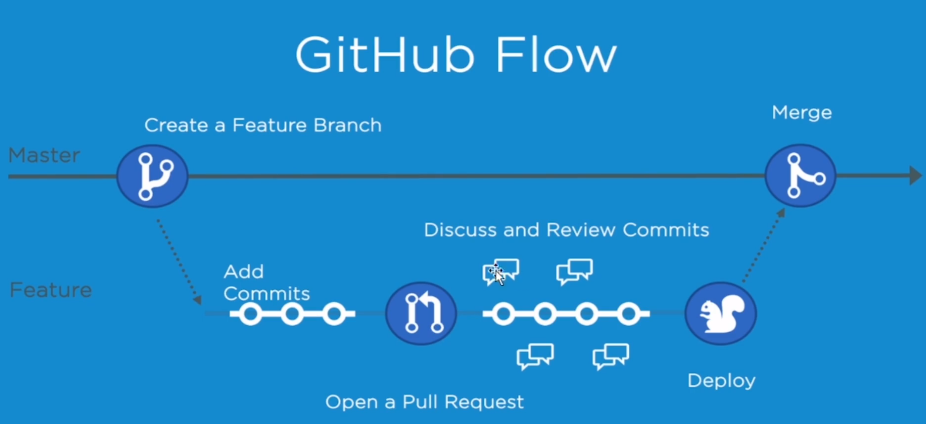 GitHub Flow
Create a Feature Branch
Merge
Master
Discuss and Review Commits
Add
Commits
Feature
Deploy
Open a Pull Request